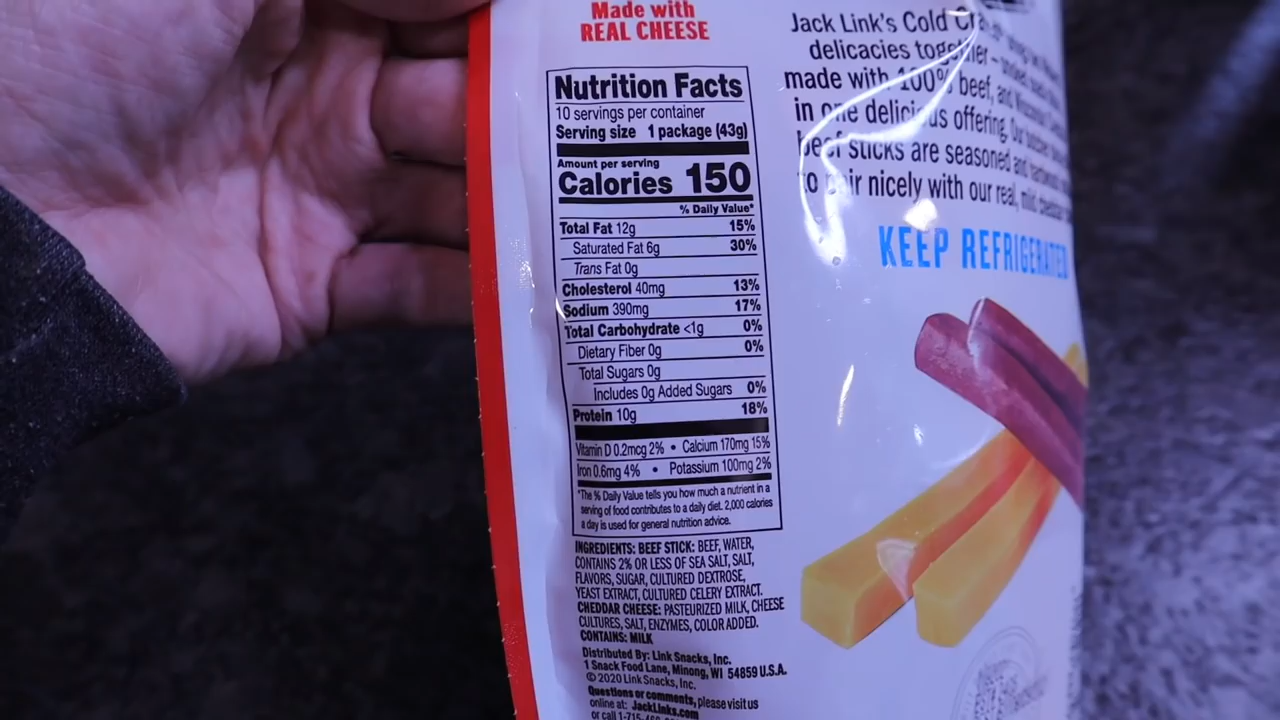 Made with
REAL CHEESE
Nutrition Facts
10 servings per container
Serving size 1 package (43g)
Amount per serving
Calories 150
% Daily Value*
Total Fat 12g 15%
Saturated Fat 6g 30%
Trans Fat 0g
Cholesterol 40mg 13%
Sodium 390mg 17%
Total Carbohydrate <1g 0%
Dietary Fiber 0g 0%
Total Sugars 0g
Includes 0g Added Sugars 0%
Protein 10g 18%
Vitamin D 0.2mcg 2% • Calcium 170mg 15%
Iron 0.6mg 4% • Potassium 100mg 2%
*The % Daily Value tells you how much a nutrient in a
serving of food contributes to a daily diet. 2,000 calories
a day is used for general nutrition advice.
INGREDIENTS: BEEF STICK: BEEF, WATER,
CONTAINS 2% OR LESS OF SEA SALT, SALT,
FLAVORS, SUGAR, CULTURED DEXTROSE,
YEAST EXTRACT, CULTURED CELERY EXTRACT.
CHEDDAR CHEESE: PASTEURIZED MILK, CHEESE
CULTURES, SALT, ENZYMES, COLOR ADDED.
CONTAINS: MILK
Distributed By: Link Snacks, Inc.
1 Snack Food Lane, Minong, WI 54859 U.S.A.
© 2020 Link Snacks, Inc.
Questions or comments, please visit us
online at: JackLinks.com
or call 1-715-466-
Jack Link's Cold
delicacies together –
made with 100% beef, and
in one delicious offering. Our
beef sticks are seasoned and
to pair nicely with our real, mild
KEEP REFRIGERATED